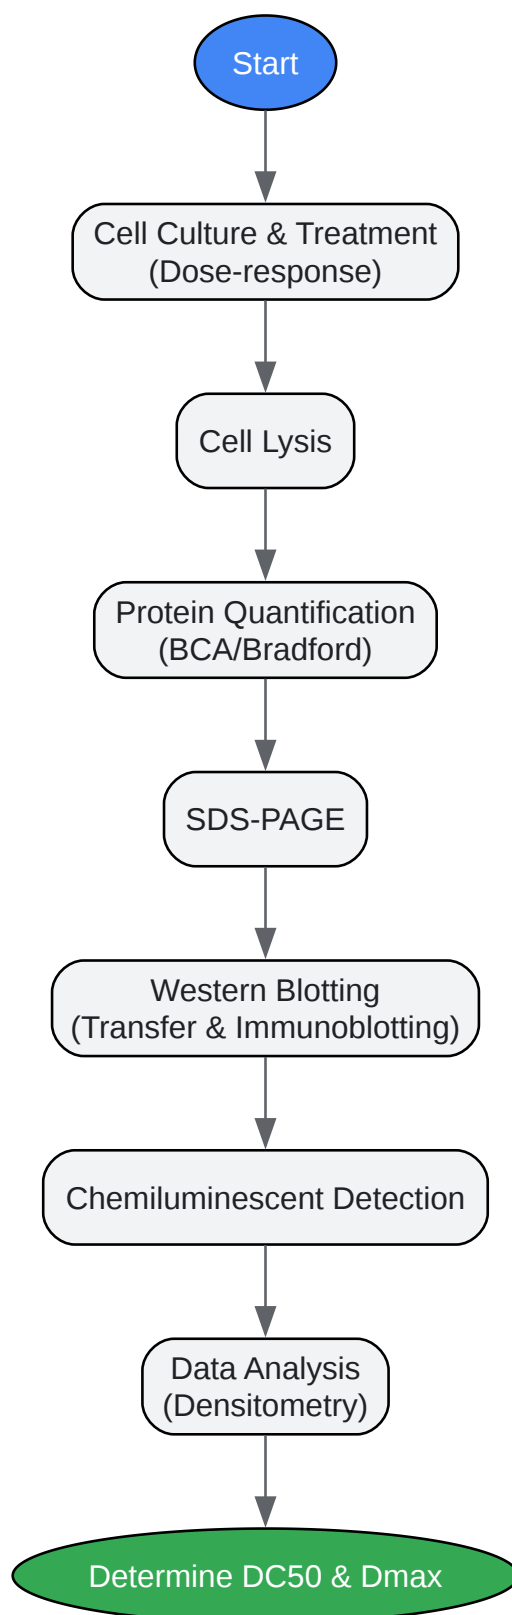 Start
Cell Culture & Treatment
(Dose-response)
Cell Lysis
Protein Quantification
(BCA/Bradford)
SDS-PAGE
Western Blotting
(Transfer & Immunoblotting)
Chemiluminescent Detection
Data Analysis
(Densitometry)
Determine DC50 & Dmax